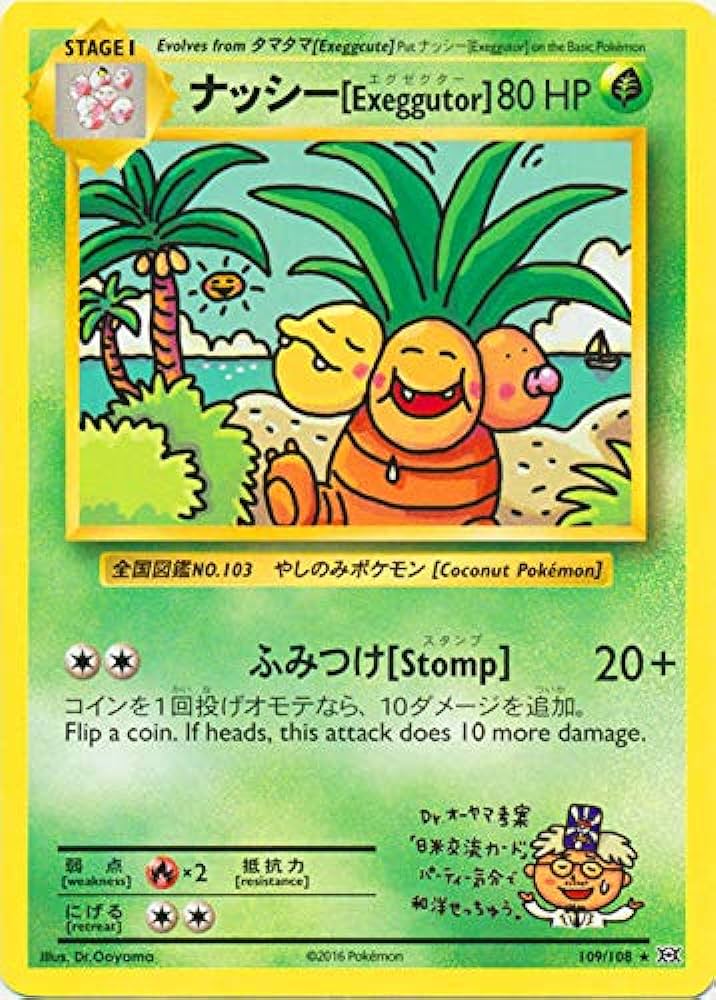 STAGE 1
Evolves from タマタマ[Exeggcute] Put ナッシー[Exeggutor] on the Basic Pokémon
エグゼクター
ナッシー[Exeggutor] 80 HP
全国図鑑NO.103 やしのみポケモン [Coconut Pokémon]
スタンプ
ふみつけ[Stomp] 20+
かい な ついか
コインを1回投げオモテなら、10ダメージを追加。
Flip a coin. If heads, this attack does 10 more damage.
Dr.オーヤマ考案
「日米交流カード」
パーティー気分で
和洋せっちゅう。
弱点 ×2 抵抗力
[weakness] [resistance]
にげる
[retreat]
Illus. Dr.Ooyama ©2016 Pokémon 109/108 ★